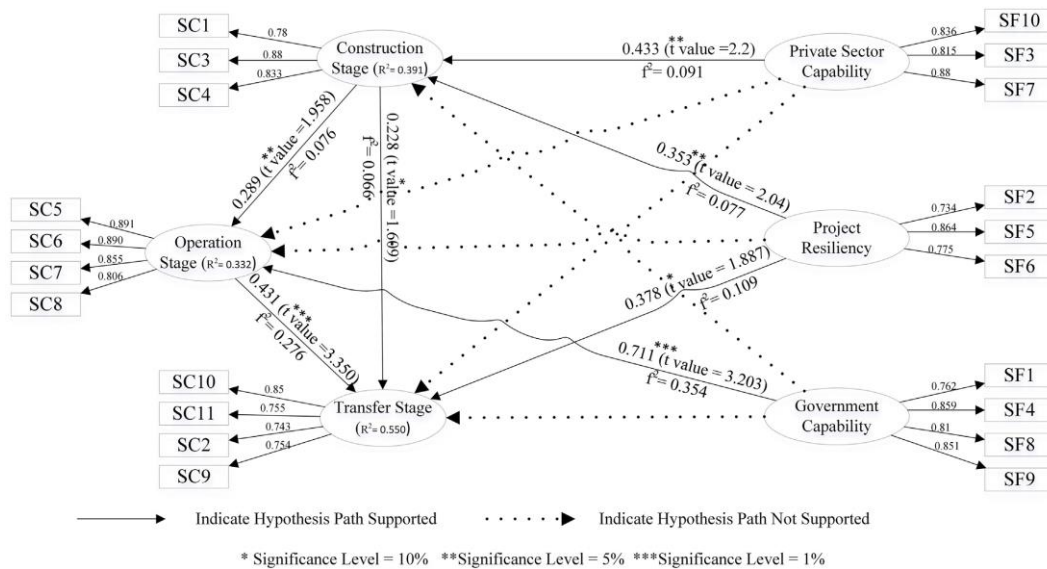 SC1
SC3
SC4
0.78
0.88
0.833
Construction
Stage (R²= 0.391)
0.433 (t value =2.2)
**
f²= 0.091
Private Sector
Capability
0.836
0.815
0.88
SF10
SF3
SF7
0.289 (t value =1.958)
**
f²= 0.076
0.228 (t value =1.609)
*
f²= 0.066
0.353 (t value = 2.04)
**
f²= 0.077
SC5
SC6
SC7
SC8
0.891
0.890
0.855
0.806
Operation
Stage (R²= 0.332)
Project
Resiliency
0.734
0.864
0.775
SF2
SF5
SF6
0.431 (t value =3.350)
***
f²= 0.276
0.378 (t value = 1.887)
*
f²= 0.109
0.711 (t value = 3.203)
***
f²= 0.354
SC10
SC11
SC2
SC9
0.85
0.755
0.743
0.754
Transfer Stage
(R²= 0.550)
Government
Capability
0.762
0.859
0.81
0.851
SF1
SF4
SF8
SF9
Indicate Hypothesis Path Supported
Indicate Hypothesis Path Not Supported
* Significance Level = 10% **Significance Level = 5% ***Significance Level = 1%